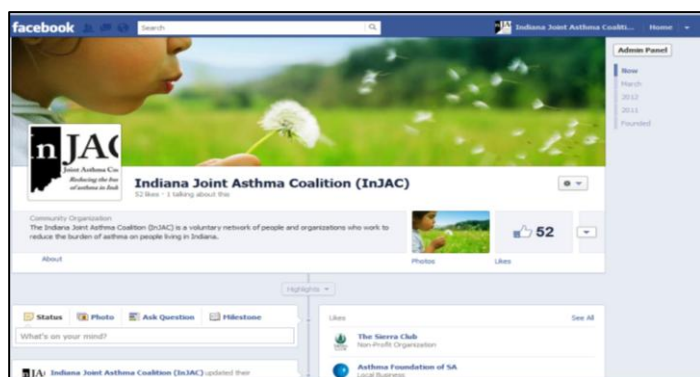 facebook
Search
Indiana Joint Asthma Coaliti...
Home
Admin Panel
Now
March
2012
2011
Founded
InJAC
Joint Asthma Coa
Reducing the bur
of asthma in Indi
Indiana Joint Asthma Coalition (InJAC)
52 likes · 1 talking about this
Community Organization
The Indiana Joint Asthma Coalition (InJAC) is a voluntary network of people and organizations who work to
reduce the burden of asthma on people living in Indiana.
52
About
Photos
Likes
Highlights
Status
Photo
Ask Question
Milestone
What's on your mind?
Likes
See All
The Sierra Club
Non-Profit Organization
Indiana Joint Asthma Coalition (InJAC) updated their
Asthma Foundation of SA
Local Business